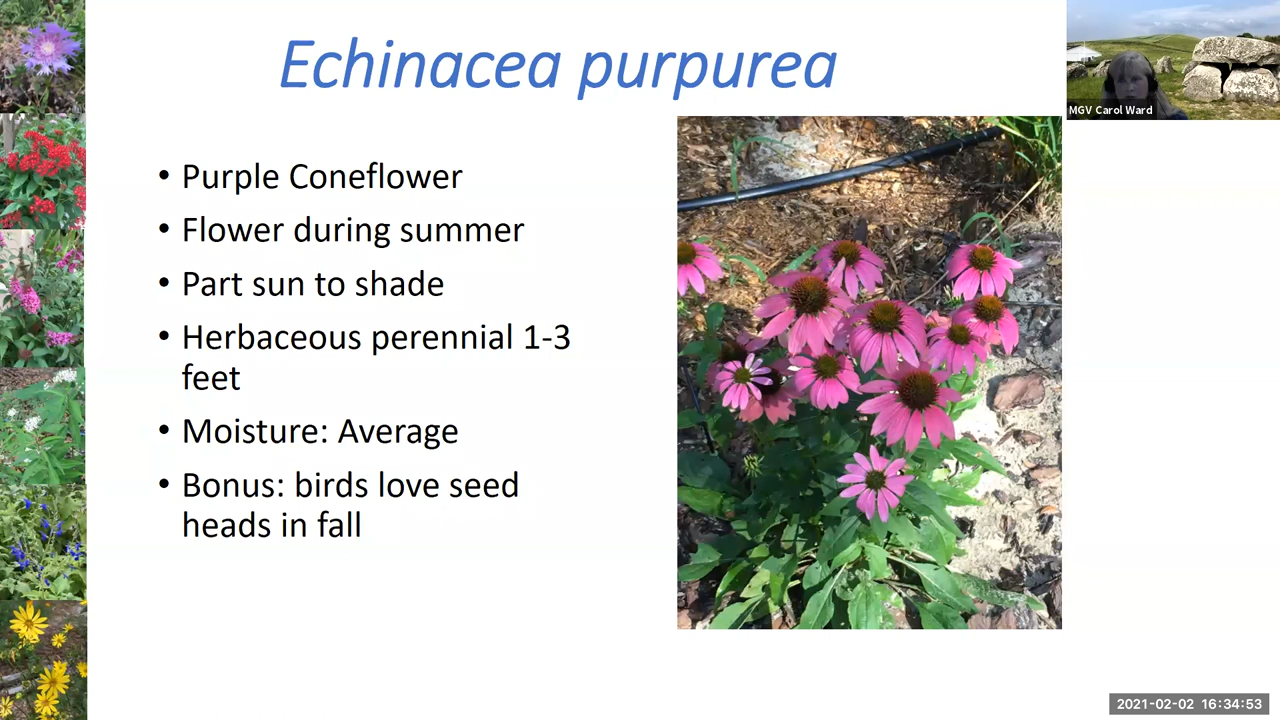 Echinacea purpurea
MGV Carol Ward
• Purple Coneflower
• Flower during summer
• Part sun to shade
• Herbaceous perennial 1-3
feet
• Moisture: Average
• Bonus: birds love seed
heads in fall
2021-02-02 16:34:53